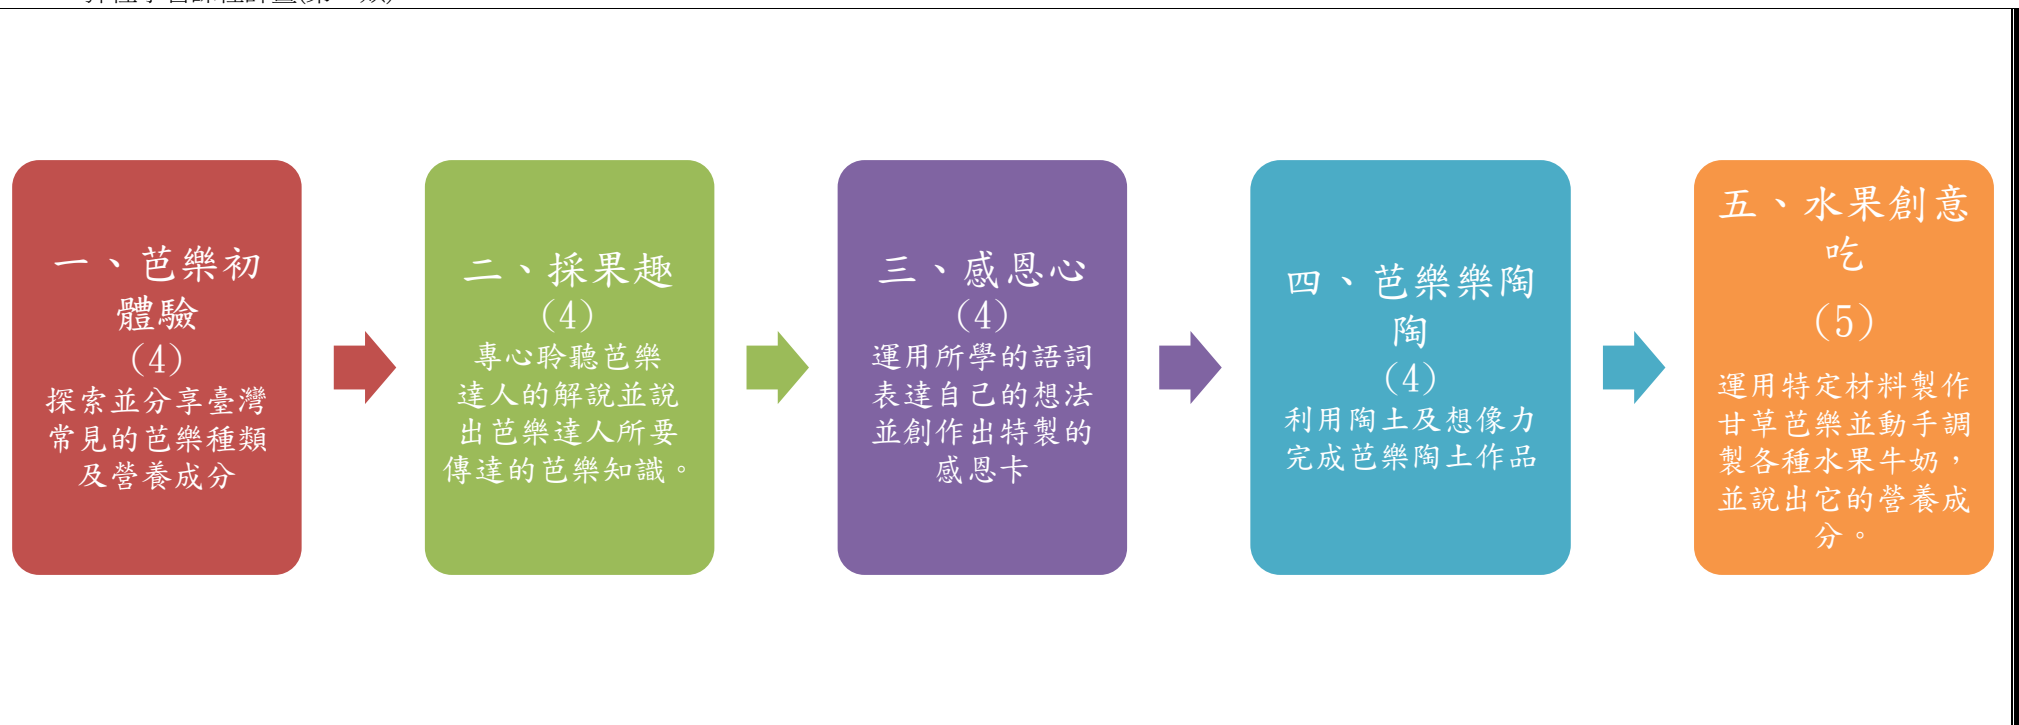 一、芭樂初
體驗
(4)
探索並分享臺灣
常見的芭樂種類
及營養成分
二、採果趣
(4)
專心聆聽芭樂
達人的解說並說
出芭樂達人所要
傳達的芭樂知識。
三、感恩心
(4)
運用所學的語詞
表達自己的想法
並創作出特製的
感恩卡
四、芭樂樂陶
陶
(4)
利用陶土及想像力
完成芭樂陶土作品
五、水果創意
吃
(5)
運用特定材料製作
甘草芭樂並動手調
製各種水果牛奶，
並說出它的營養成
分。